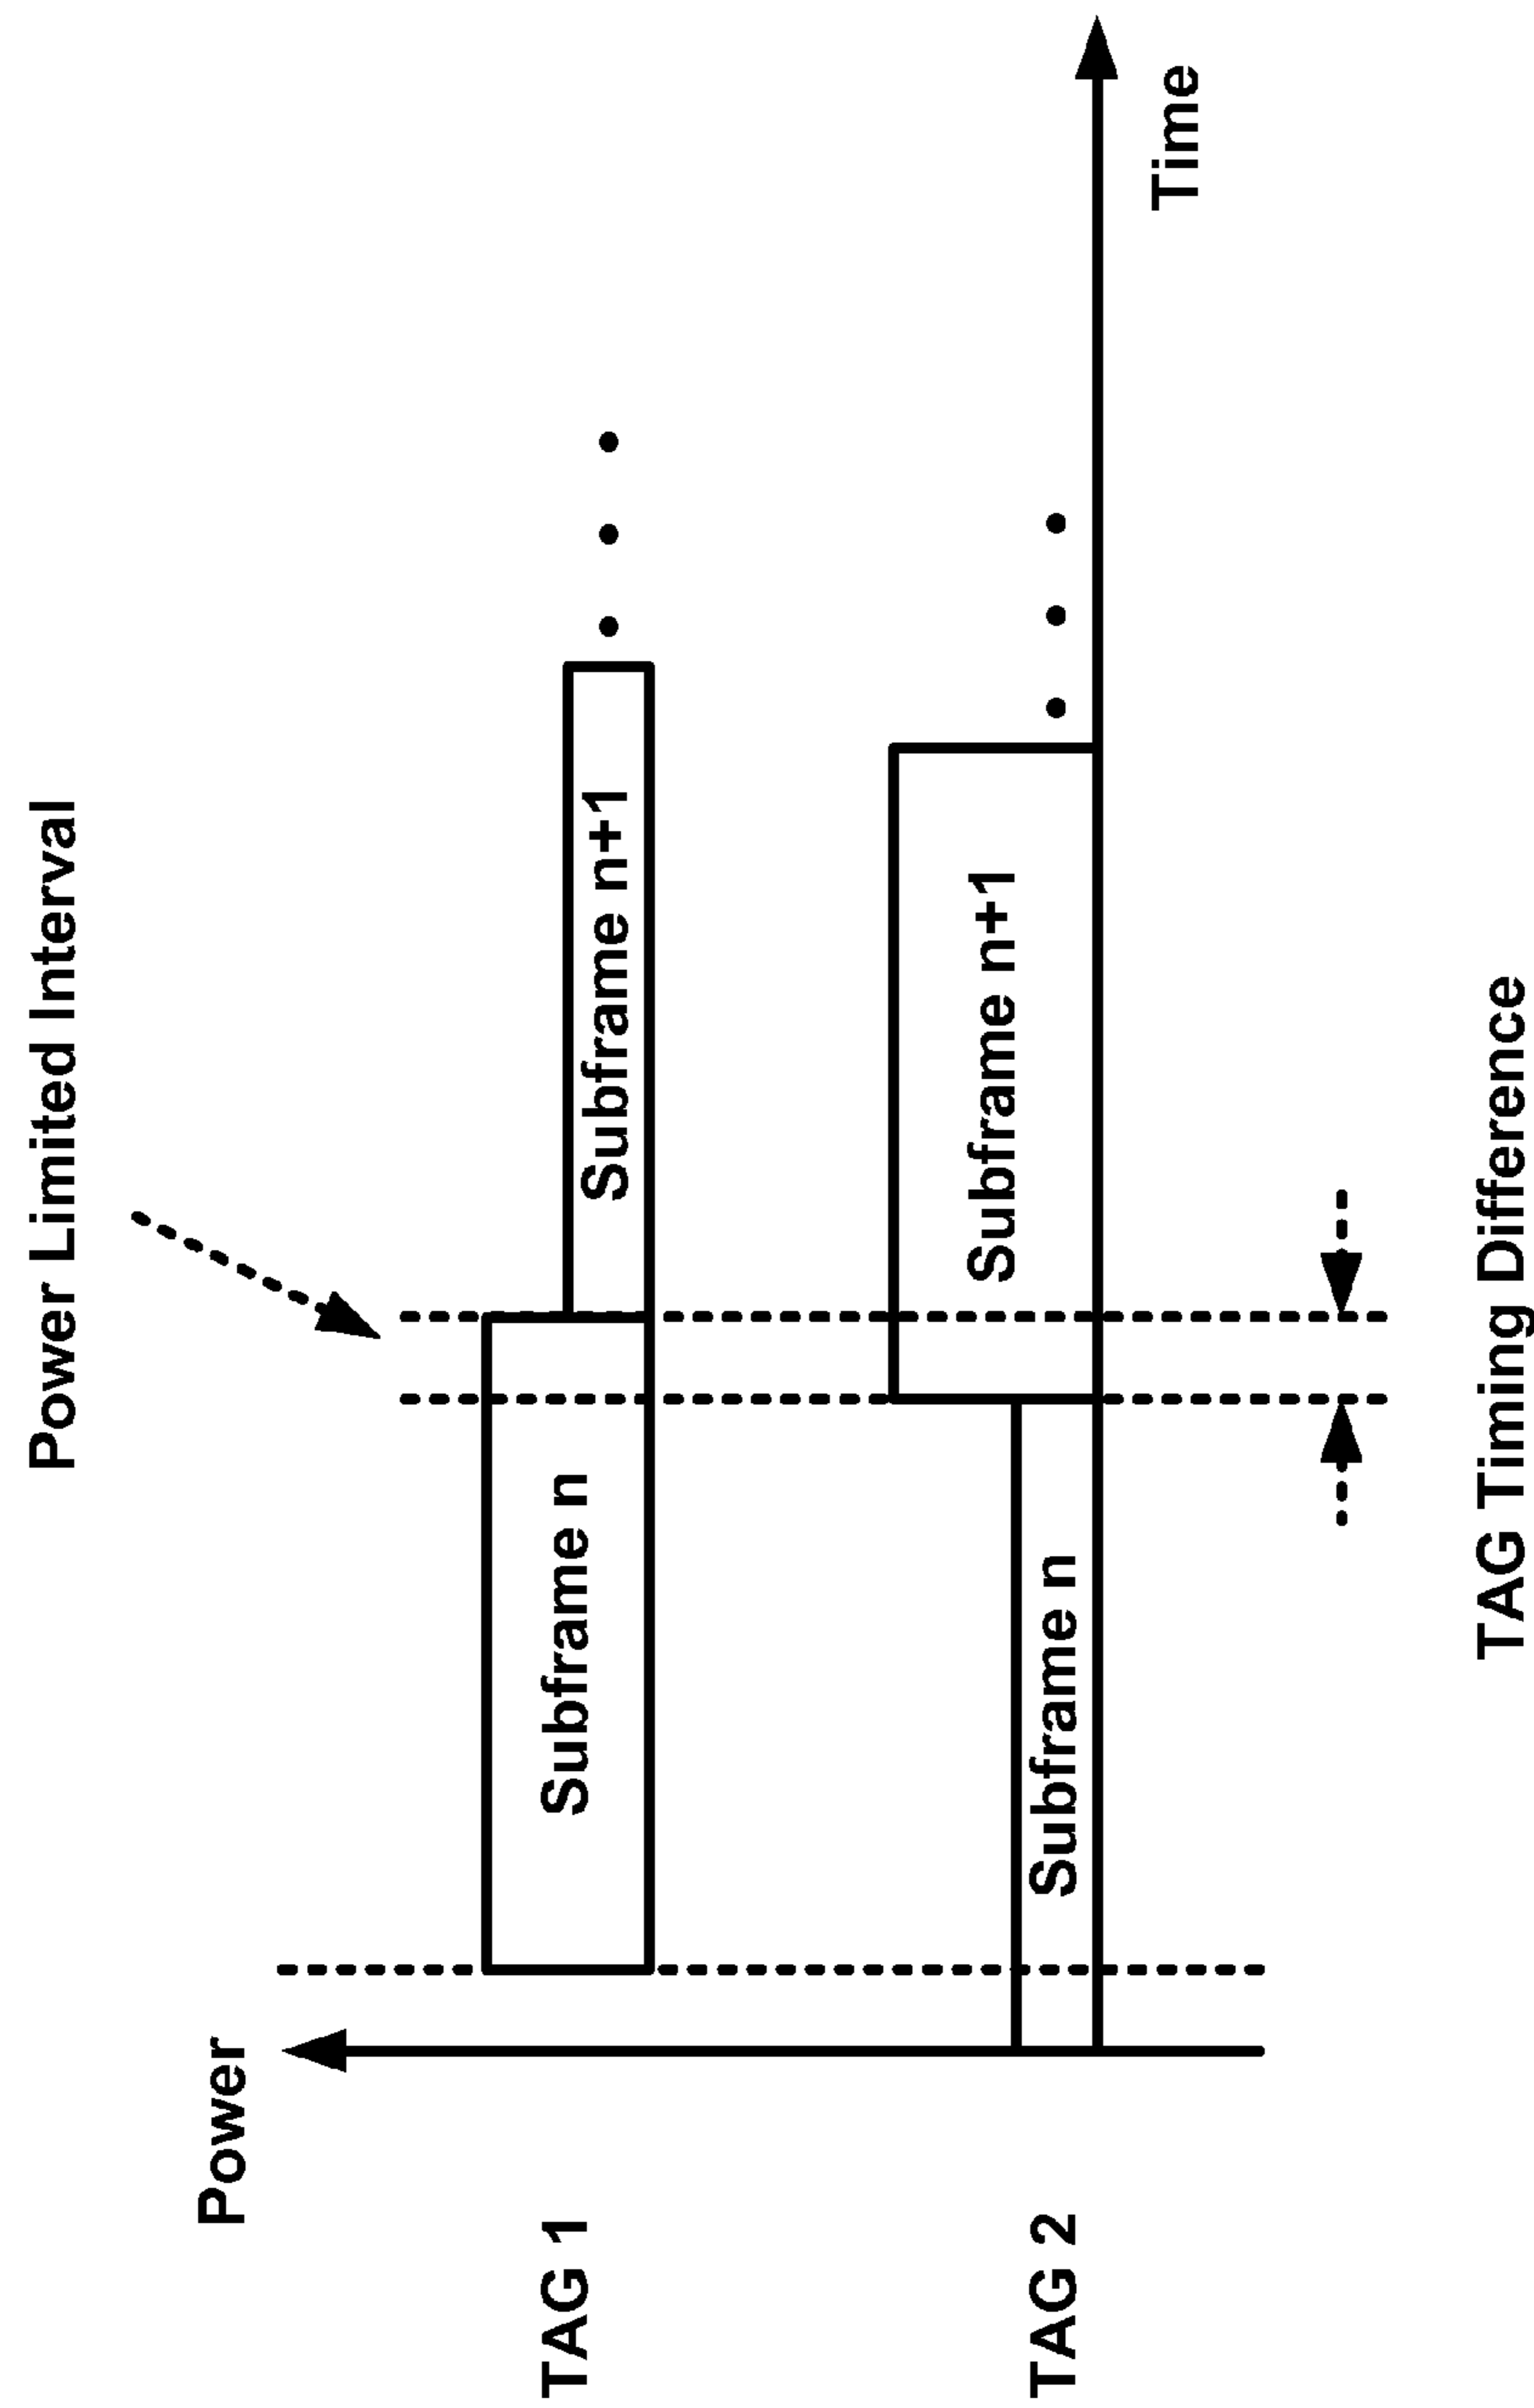 Power Limited Interval
Power
TAG 1
Subframe n
Subframe n+1
TAG 2
Subframe n
Subframe n+1
Time
TAG Timing Difference